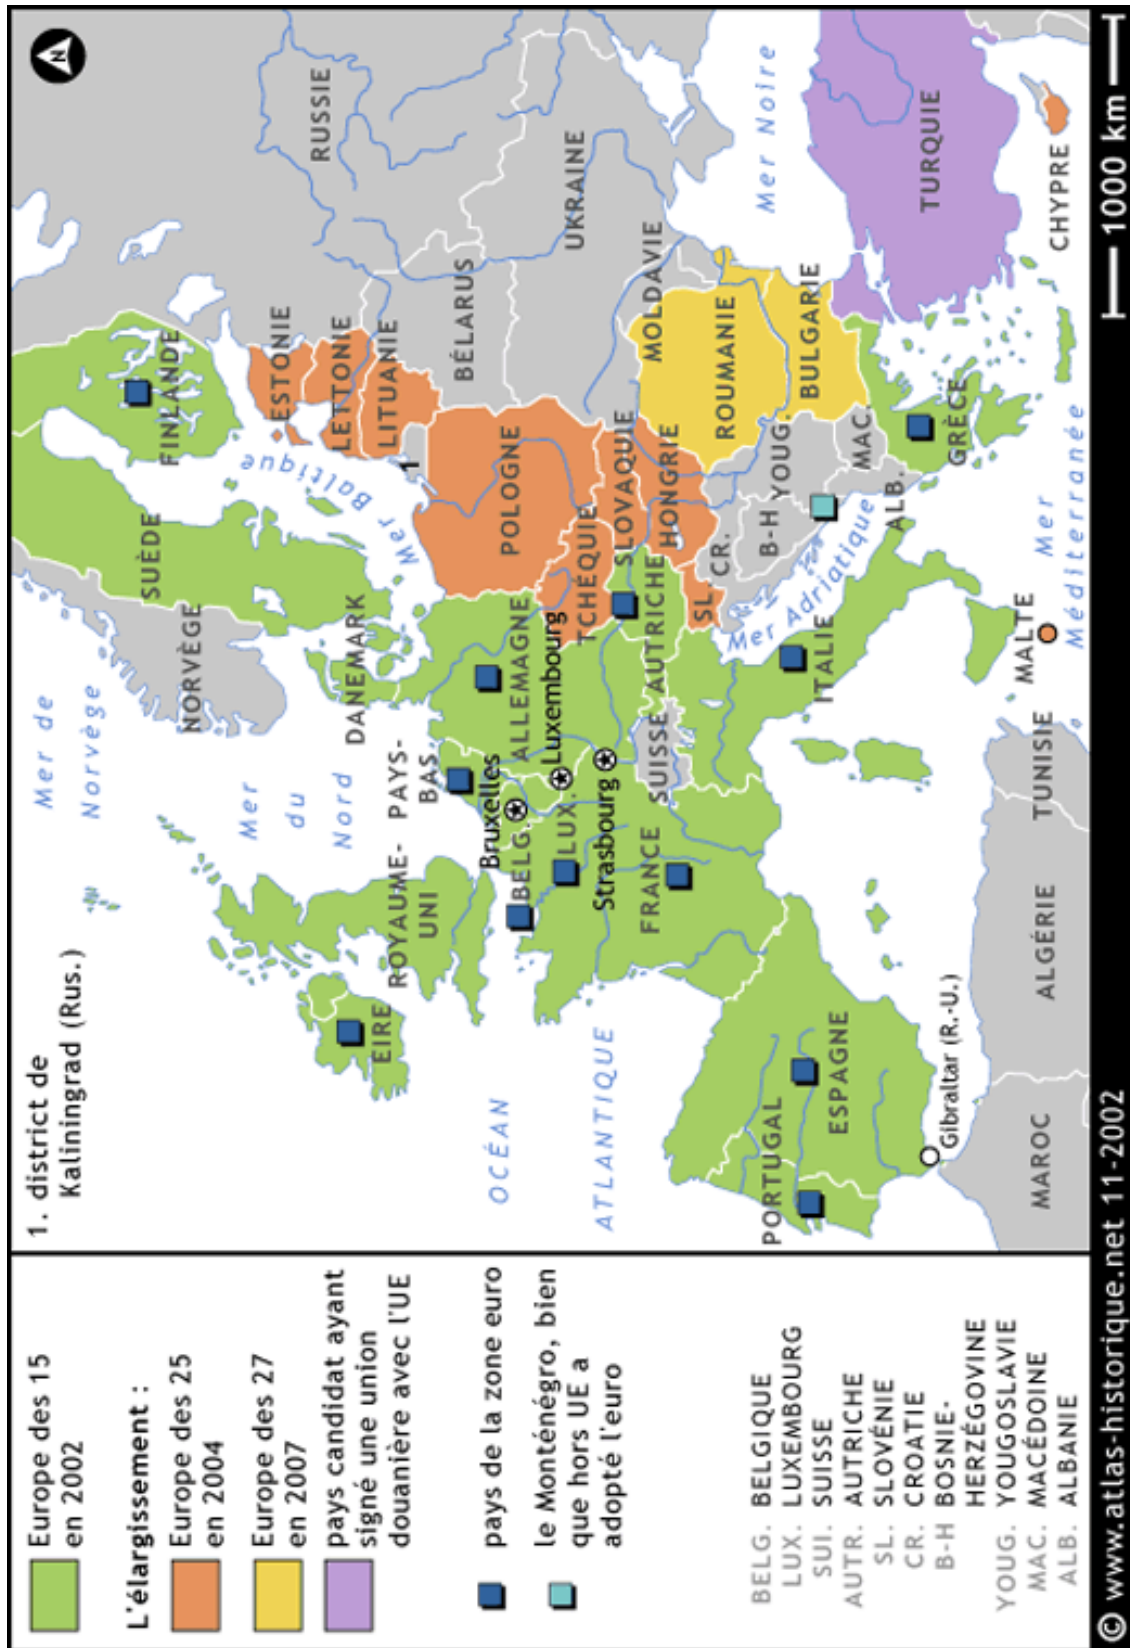 Europe des 15
en 2002
L'élargissement :
Europe des 25
en 2004
Europe des 27
en 2007
pays candidat ayant
signé une union
douanière avec l'UE
pays de la zone euro
le Monténégro, bien
que hors UE a
adopté l'euro
BELG. BELGIQUE
LUX. LUXEMBOURG
SUI. SUISSE
AUTR. AUTRICHE
SL. SLOVÉNIE
CR. CROATIE
B-H BOSNIE-
HERZÉGOVINE
YOUG. YOUGOSLAVIE
MAC. MACÉDOINE
ALB. ALBANIE
1. district de
Kaliningrad (Rus.)
N
Mer de
Norvège
NORVÈGE
SUÈDE
FINLANDE
RUSSIE
Mer
du
Nord
DANEMARK
Mer Baltique
ESTONIE
LETTONIE
LITUANIE
1
BÉLARUS
EIRE
ROYAUME-
UNI
PAYS-
BAS
Bruxelles
BELG.
LUX.
Luxembourg
Strasbourg
ALLEMAGNE
POLOGNE
TCHÉQUIE
SLOVAQUIE
UKRAINE
MOLDAVIE
OCÉAN
ATLANTIQUE
FRANCE
SUISSE
AUTRICHE
HONGRIE
SL.
CR.
B-H
YOUG.
ROUMANIE
BULGARIE
Mer Noire
MAC.
ALB.
Mer Adriatique
ITALIE
GRÈCE
TURQUIE
PORTUGAL
ESPAGNE
Gibraltar (R.-U.)
MALTE
Mer
Méditerranée
CHYPRE
MAROC
ALGÉRIE
TUNISIE
© www.atlas-historique.net 11-2002
1000 km